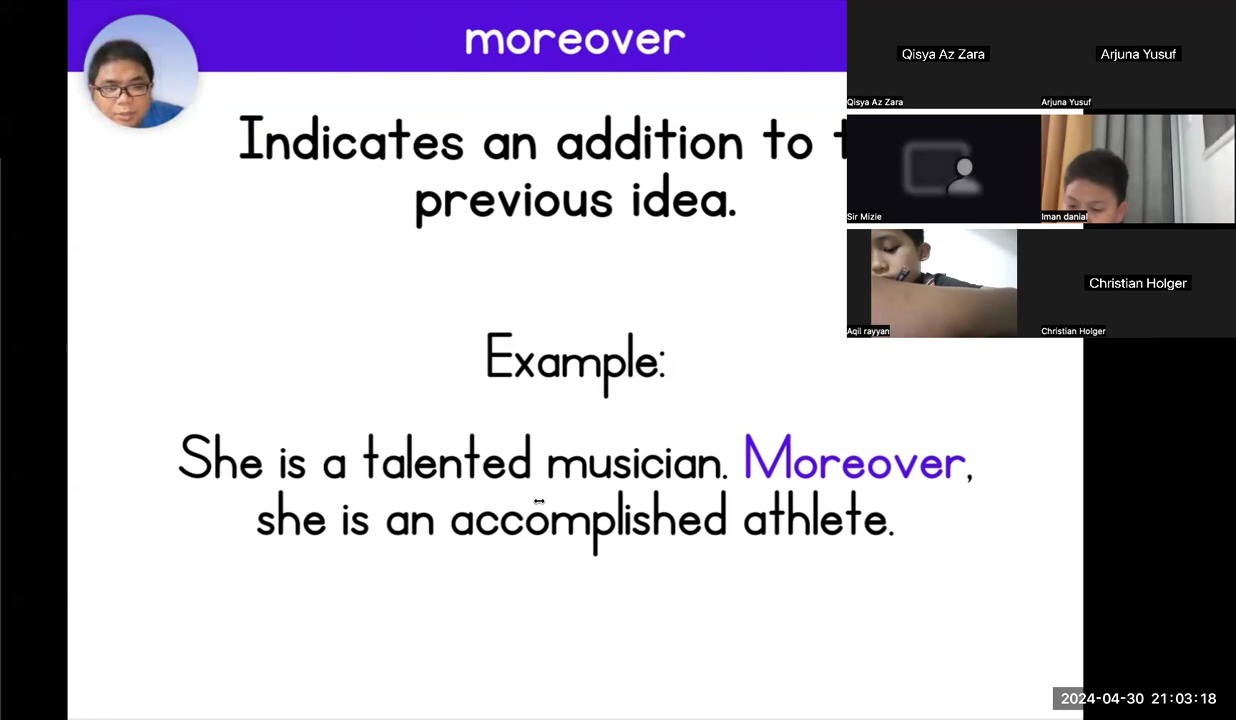 moreover
Indicates an addition to
previous idea.
Example:
She is a talented musician. Moreover,
she is an accomplished athlete.
Qisya Az Zara
Qisya Az Zara
Arjuna Yusuf
Arjuna Yusuf
Sir Mizie
Iman danial
Aqil rayyan
Christian Holger
Christian Holger
2024-04-30 21:03:18